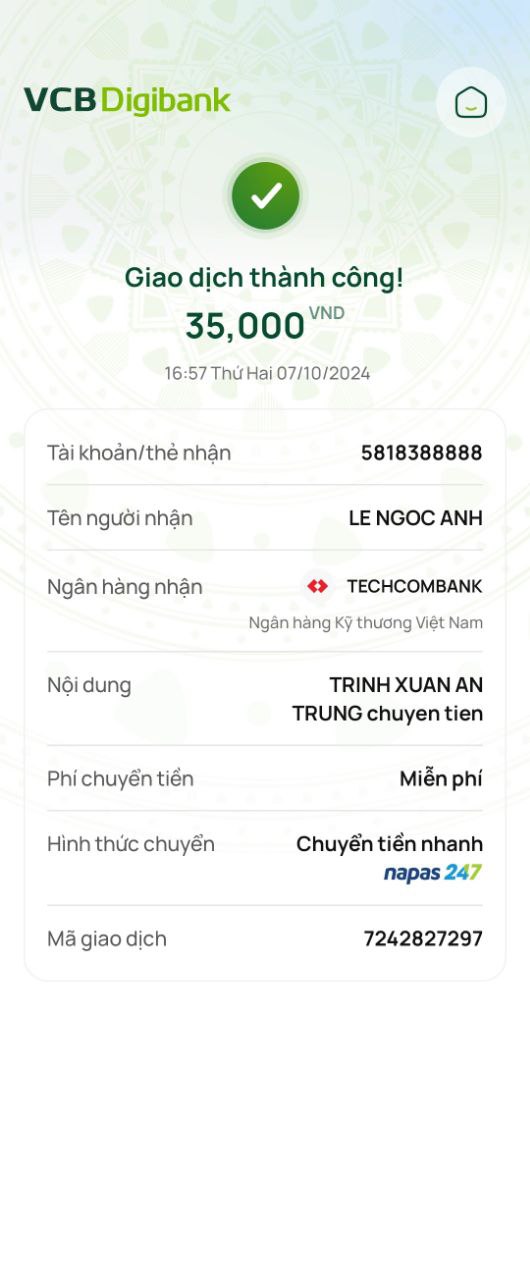 VCB Digibank
Giao dịch thành công!
35,000 VND
16:57 Thứ Hai 07/10/2024
Tài khoản/thẻ nhận 5818388888
Tên người nhận LE NGOC ANH
Ngân hàng nhận TECHCOMBANK
Ngân hàng Kỹ thương Việt Nam
Nội dung TRINH XUAN AN
TRUNG chuyen tien
Phí chuyển tiền Miễn phí
Hình thức chuyển Chuyển tiền nhanh
napas 247
Mã giao dịch 7242827297